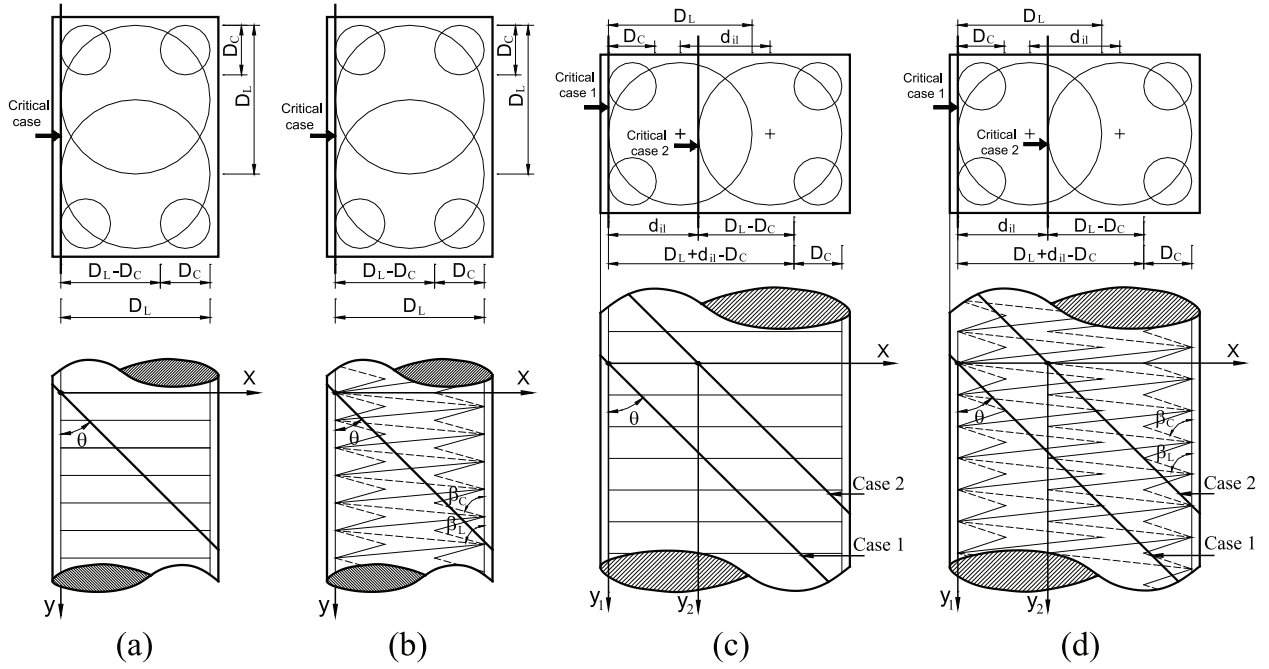 Critical
case
D_C
D_L
D_L-D_C
D_C
D_L
X
θ
y
(a)
Critical
case
D_C
D_L
D_L-D_C
D_C
D_L
X
θ
β_C
β_L
y
(b)
D_L
D_C
d_il
Critical
case 1
Critical
case 2
d_il
D_L-D_C
D_L+d_il-D_C
D_C
X
θ
Case 2
Case 1
y_1
y_2
(c)
D_L
D_C
d_il
Critical
case 1
Critical
case 2
d_il
D_L-D_C
D_L+d_il-D_C
D_C
X
θ
β_C
β_L
Case 2
Case 1
y_1
y_2
(d)